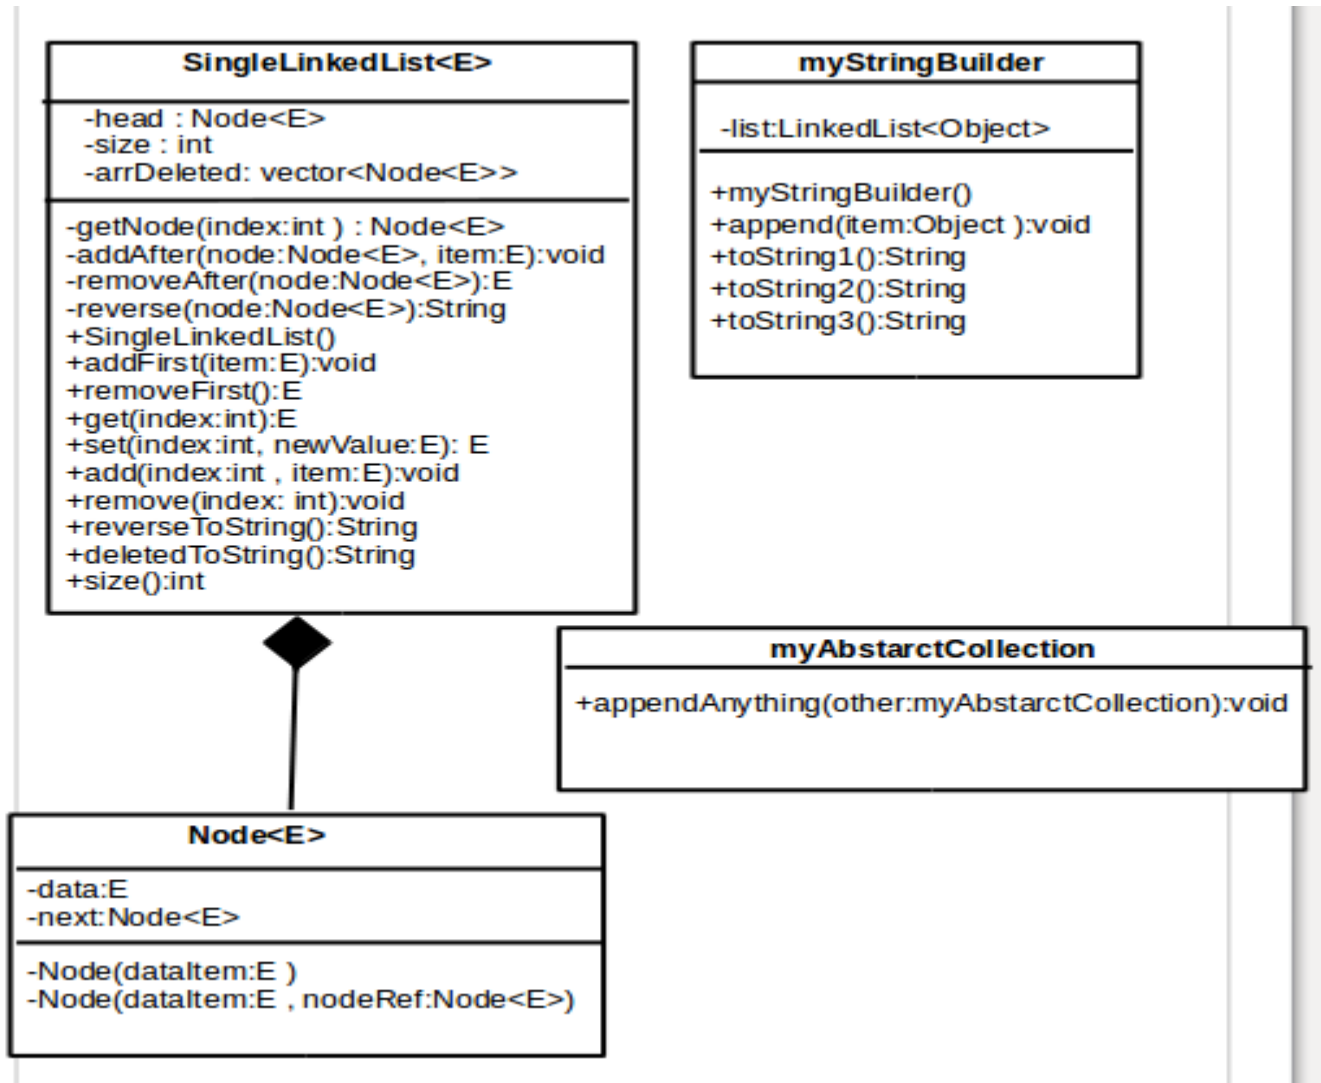 SingleLinkedList<E>
-head : Node<E>
-size : int
-arrDeleted: vector<Node<E>>
-getNode(index:int ) : Node<E>
-addAfter(node:Node<E>, item:E):void
-removeAfter(node:Node<E>):E
-reverse(node:Node<E>):String
+SingleLinkedList()
+addFirst(item:E):void
+removeFirst():E
+get(index:int):E
+set(index:int, newValue:E): E
+add(index:int , item:E):void
+remove(index: int):void
+reverseToString():String
+deletedToString():String
+size():int
myStringBuilder
-list:LinkedList<Object>
+myStringBuilder()
+append(item:Object ):void
+toString1():String
+toString2():String
+toString3():String
myAbstarctCollection
+appendAnything(other:myAbstarctCollection):void
Node<E>
-data:E
-next:Node<E>
-Node(dataItem:E )
-Node(dataItem:E , nodeRef:Node<E>)